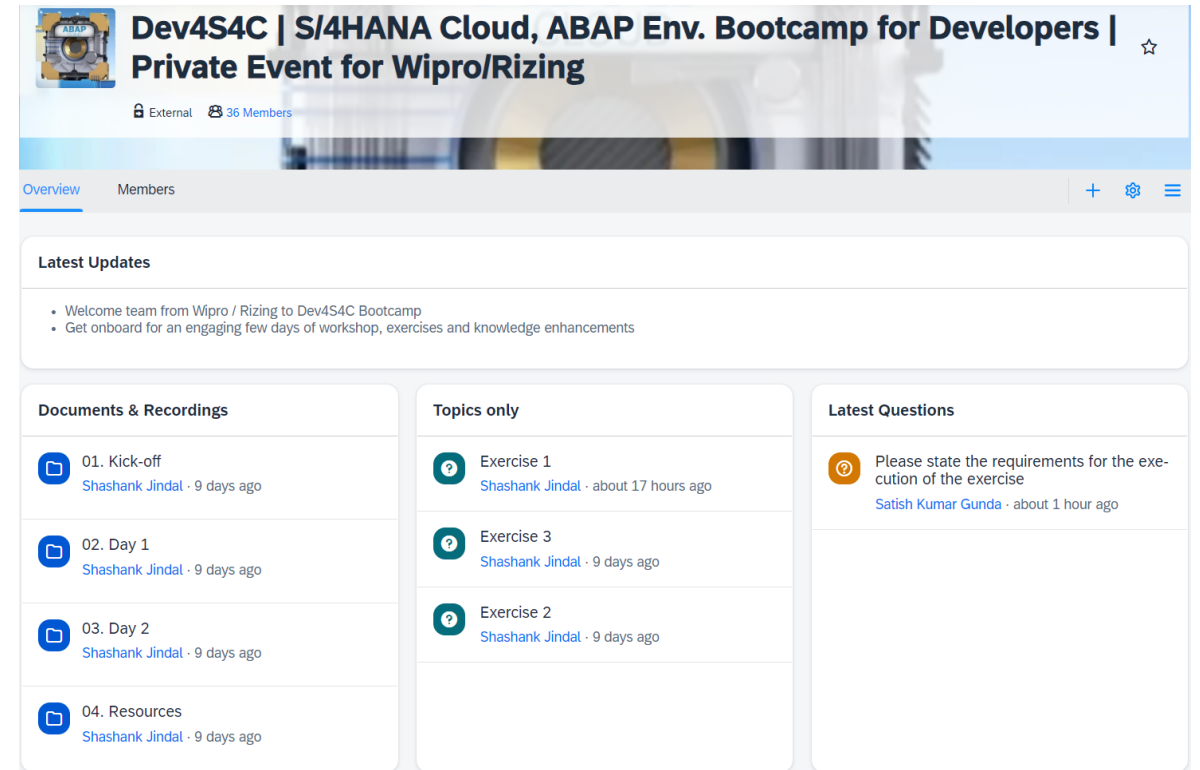 ABAP
Dev4S4C | S/4HANA Cloud, ABAP Env. Bootcamp for Developers |
Private Event for Wipro/Rizing
External 36 Members
Overview Members
Latest Updates
Welcome team from Wipro / Rizing to Dev4S4C Bootcamp
Get onboard for an engaging few days of workshop, exercises and knowledge enhancements
Documents & Recordings
01. Kick-off
Shashank Jindal · 9 days ago
02. Day 1
Shashank Jindal · 9 days ago
03. Day 2
Shashank Jindal · 9 days ago
04. Resources
Shashank Jindal · 9 days ago
Topics only
Exercise 1
Shashank Jindal · about 17 hours ago
Exercise 3
Shashank Jindal · 9 days ago
Exercise 2
Shashank Jindal · 9 days ago
Latest Questions
Please state the requirements for the exe-
cution of the exercise
Satish Kumar Gunda · about 1 hour ago